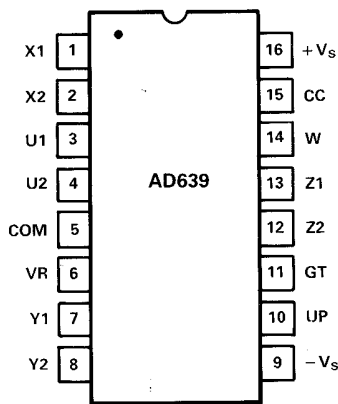 X1 1 16 +VS
X2 2 15 CC
U1 3 14 W
U2 4 AD639 13 Z1
COM 5 12 Z2
VR 6 11 GT
Y1 7 10 UP
Y2 8 9 −VS